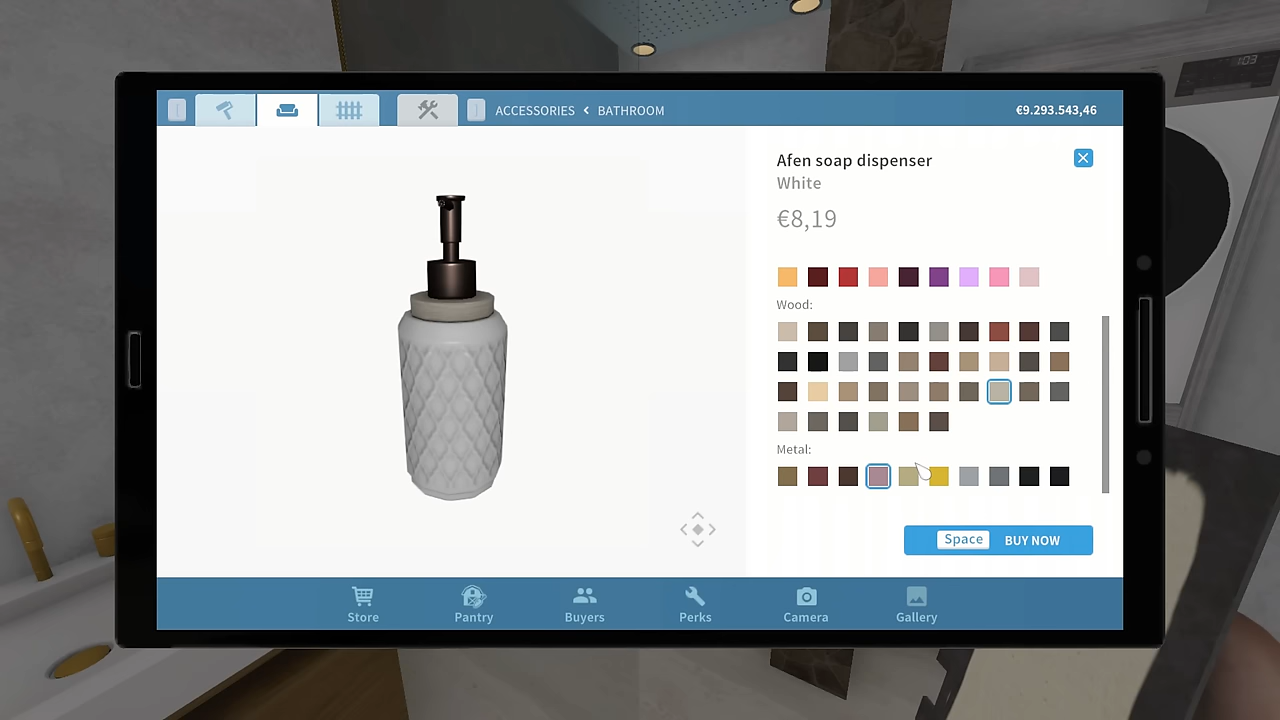 103
ACCESSORIES < BATHROOM
€9.293.543,46
Afen soap dispenser
White
€8,19
Wood:
Metal:
Space BUY NOW
Store
Pantry
Buyers
Perks
Camera
Gallery